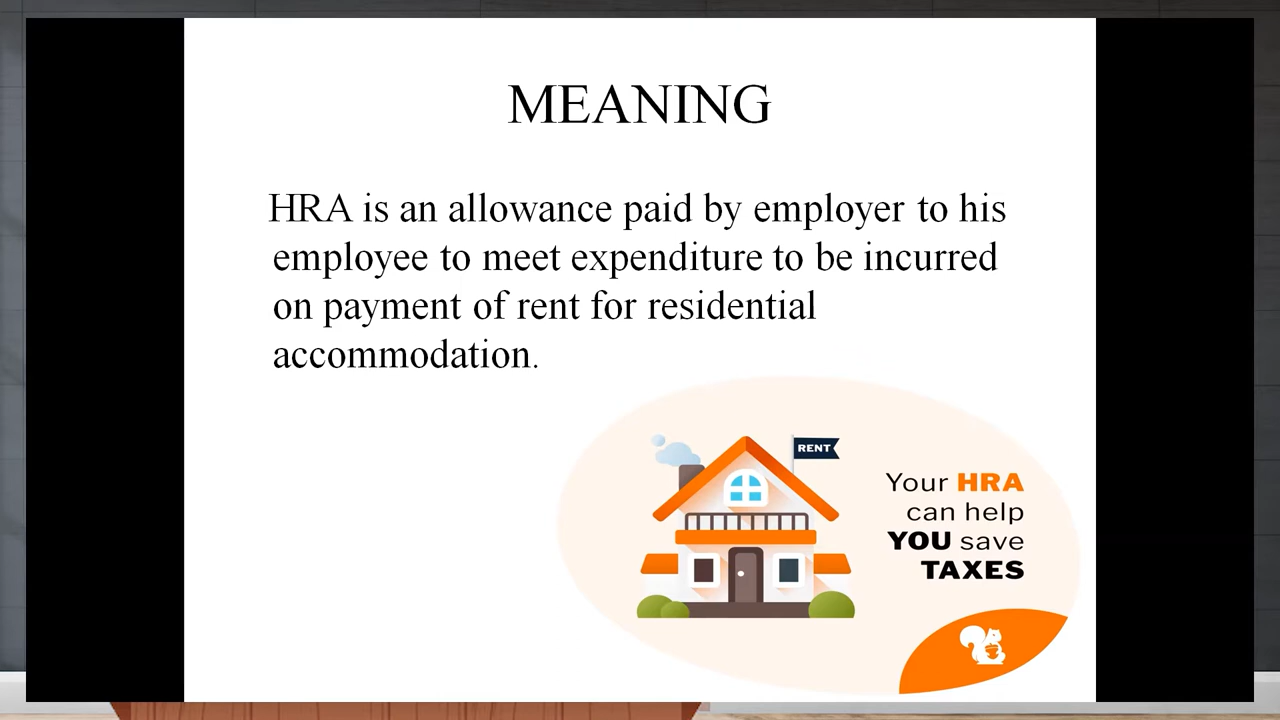 MEANING
HRA is an allowance paid by employer to his
employee to meet expenditure to be incurred
on payment of rent for residential
accommodation.
RENT
Your HRA
can help
YOU save
TAXES